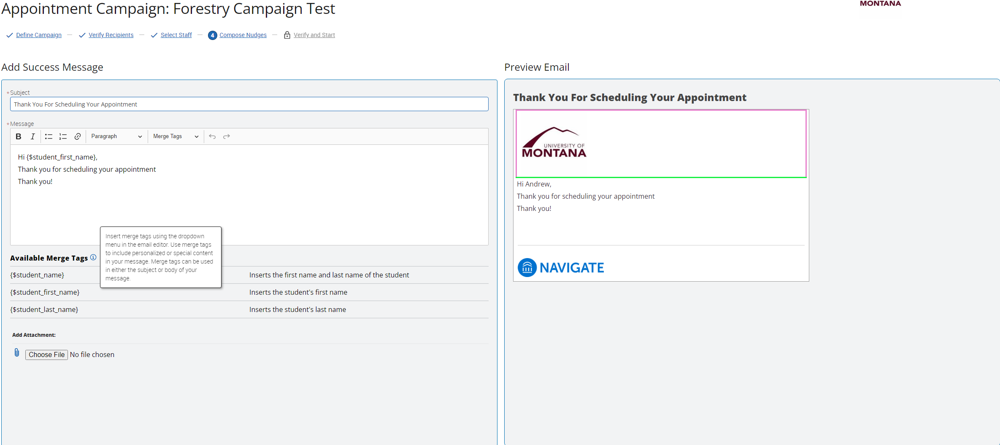 Appointment Campaign: Forestry Campaign Test
MONTANA
Define Campaign — Verify Recipients — Select Staff — 4 Compose Nudges — Verify and Start
Add Success Message
*Subject
Thank You For Scheduling Your Appointment
*Message
B I Paragraph Merge Tags
Hi {$student_first_name},
Thank you for scheduling your appointment
Thank you!
Insert merge tags using the dropdown
menu in the email editor. Use merge tags
to include personalized or special content
in your message. Merge tags can be used
in either the subject or body of your
message.
Available Merge Tags
{$student_name} Inserts the first name and last name of the student
{$student_first_name} Inserts the student's first name
{$student_last_name} Inserts the student's last name
Add Attachment:
Choose File No file chosen
Preview Email
Thank You For Scheduling Your Appointment
UNIVERSITY OF
MONTANA
Hi Andrew,
Thank you for scheduling your appointment
Thank you!
NAVIGATE